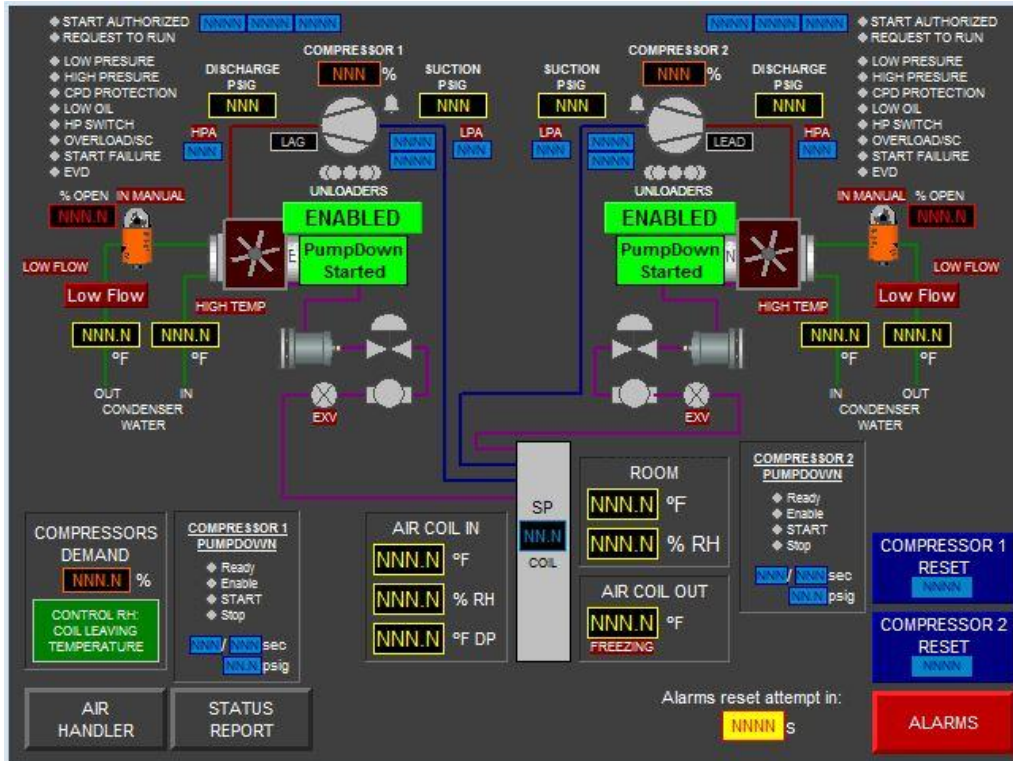 START AUTHORIZED
REQUEST TO RUN
NNNN NNNN NNNN
LOW PRESURE
HIGH PRESURE
CPD PROTECTION
LOW OIL
HP SWITCH
OVERLOAD/SC
START FAILURE
EVD
COMPRESSOR 1
NNN %
DISCHARGE
PSIG
NNN
SUCTION
PSIG
NNN
HPA
NNN
LAG
NNNN
NNNN
LPA
NNN
UNLOADERS
ENABLED
PumpDown
Started
E
% OPEN
IN MANUAL
NNN.N
LOW FLOW
Low Flow
HIGH TEMP
NNN.N
ºF
NNN.N
ºF
OUT
IN
CONDENSER
WATER
EXV
NNNN NNNN NNNN
START AUTHORIZED
REQUEST TO RUN
LOW PRESURE
HIGH PRESURE
CPD PROTECTION
LOW OIL
HP SWITCH
OVERLOAD/SC
START FAILURE
EVD
COMPRESSOR 2
NNN %
SUCTION
PSIG
NNN
DISCHARGE
PSIG
NNN
LPA
NNN
NNNN
NNNN
LEAD
HPA
NNN
UNLOADERS
ENABLED
PumpDown
Started
N
IN MANUAL
% OPEN
NNN.N
LOW FLOW
Low Flow
HIGH TEMP
NNN.N
ºF
NNN.N
ºF
IN
OUT
CONDENSER
WATER
EXV
COMPRESSORS
DEMAND
NNN.N %
CONTROL RH:
COIL LEAVING
TEMPERATURE
COMPRESSOR 1
PUMPDOWN
Ready
Enable
START
Stop
NNN/ NNN sec
NN.N psig
AIR COIL IN
NNN.N ºF
NNN.N % RH
NNN.N ºF DP
SP
NN.N
COIL
ROOM
NNN.N ºF
NNN.N % RH
AIR COIL OUT
NNN.N ºF
FREEZING
COMPRESSOR 2
PUMPDOWN
Ready
Enable
START
Stop
NNN/ NNN sec
NN.N psig
COMPRESSOR 1
RESET
NNNN
COMPRESSOR 2
RESET
NNNN
AIR
HANDLER
STATUS
REPORT
Alarms reset attempt in:
NNNN s
ALARMS